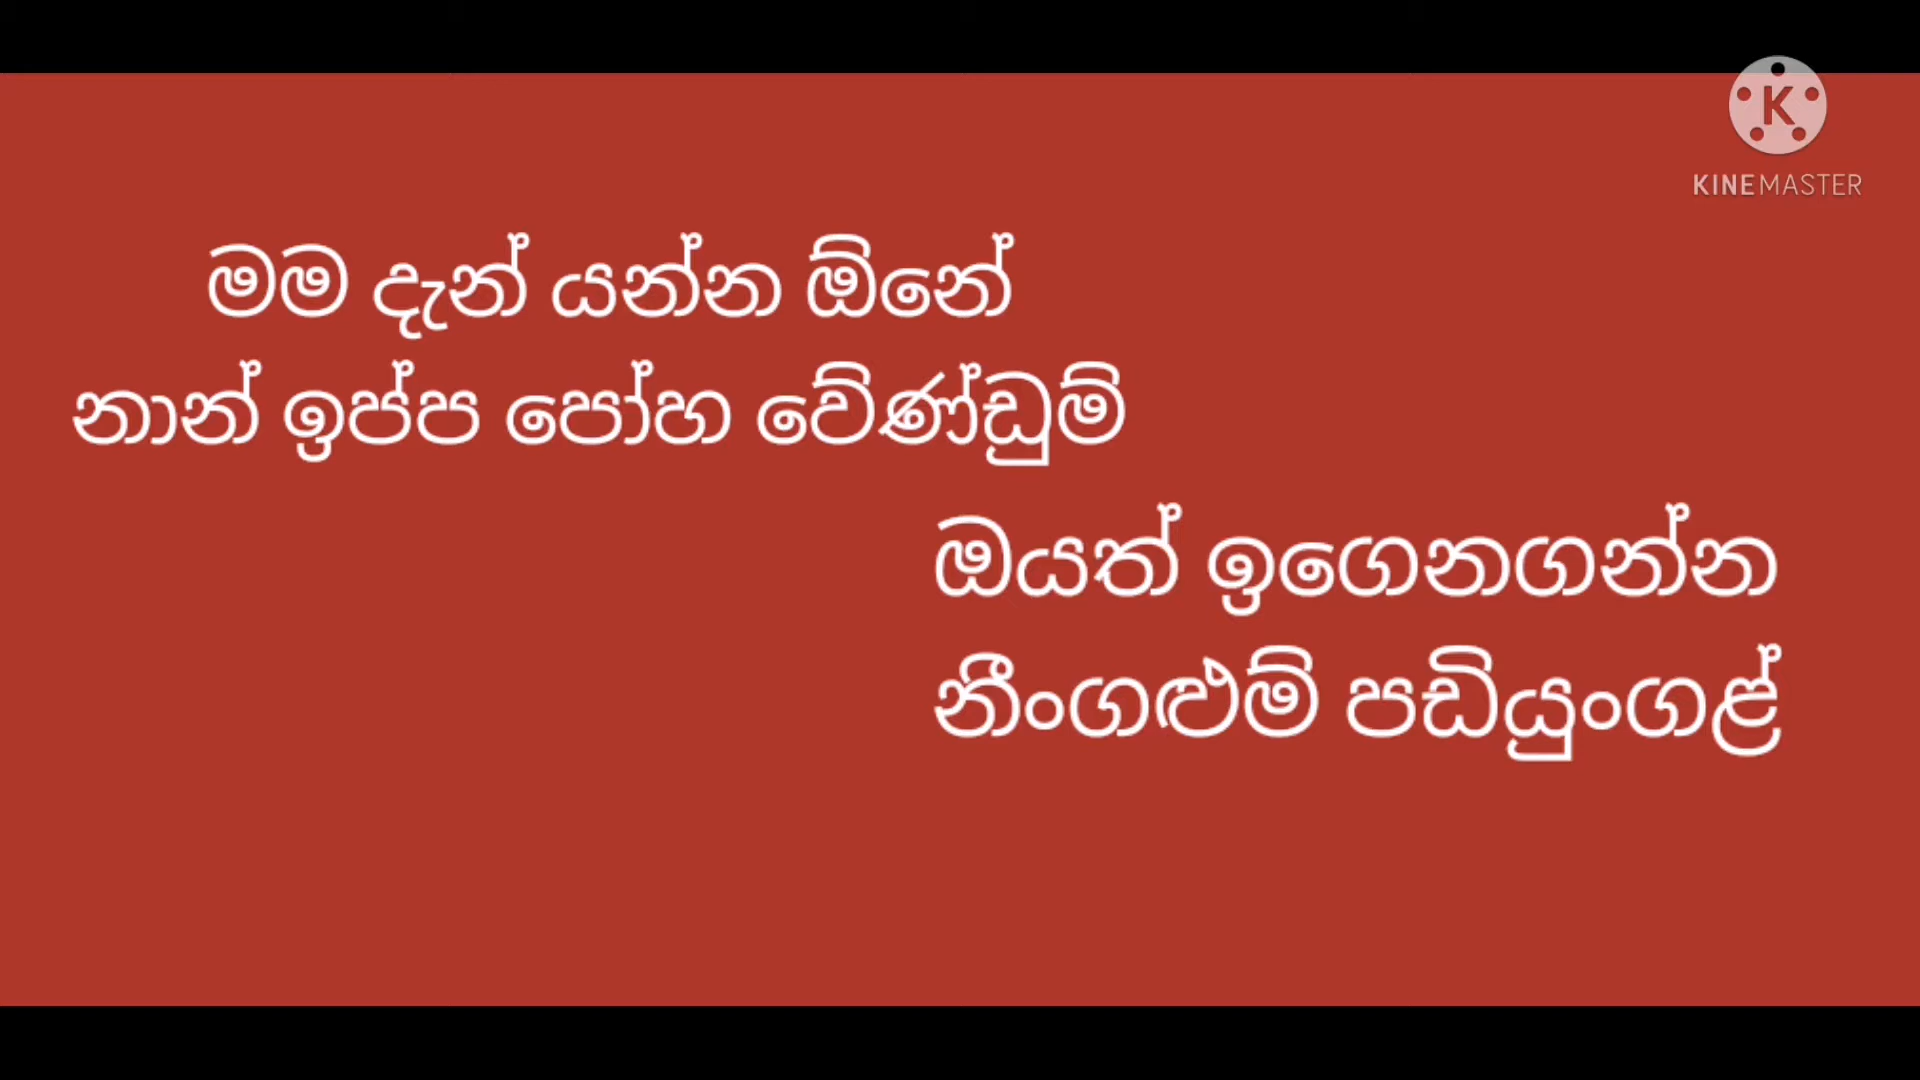 KINEMASTER
මම දැන් යන්න ඕනේ
නාන් ඉප්ප පෝහ වේණ්ඩුම්
ඔයත් ඉගෙනගන්න
නීංගළුම් පඩියුංගළ්